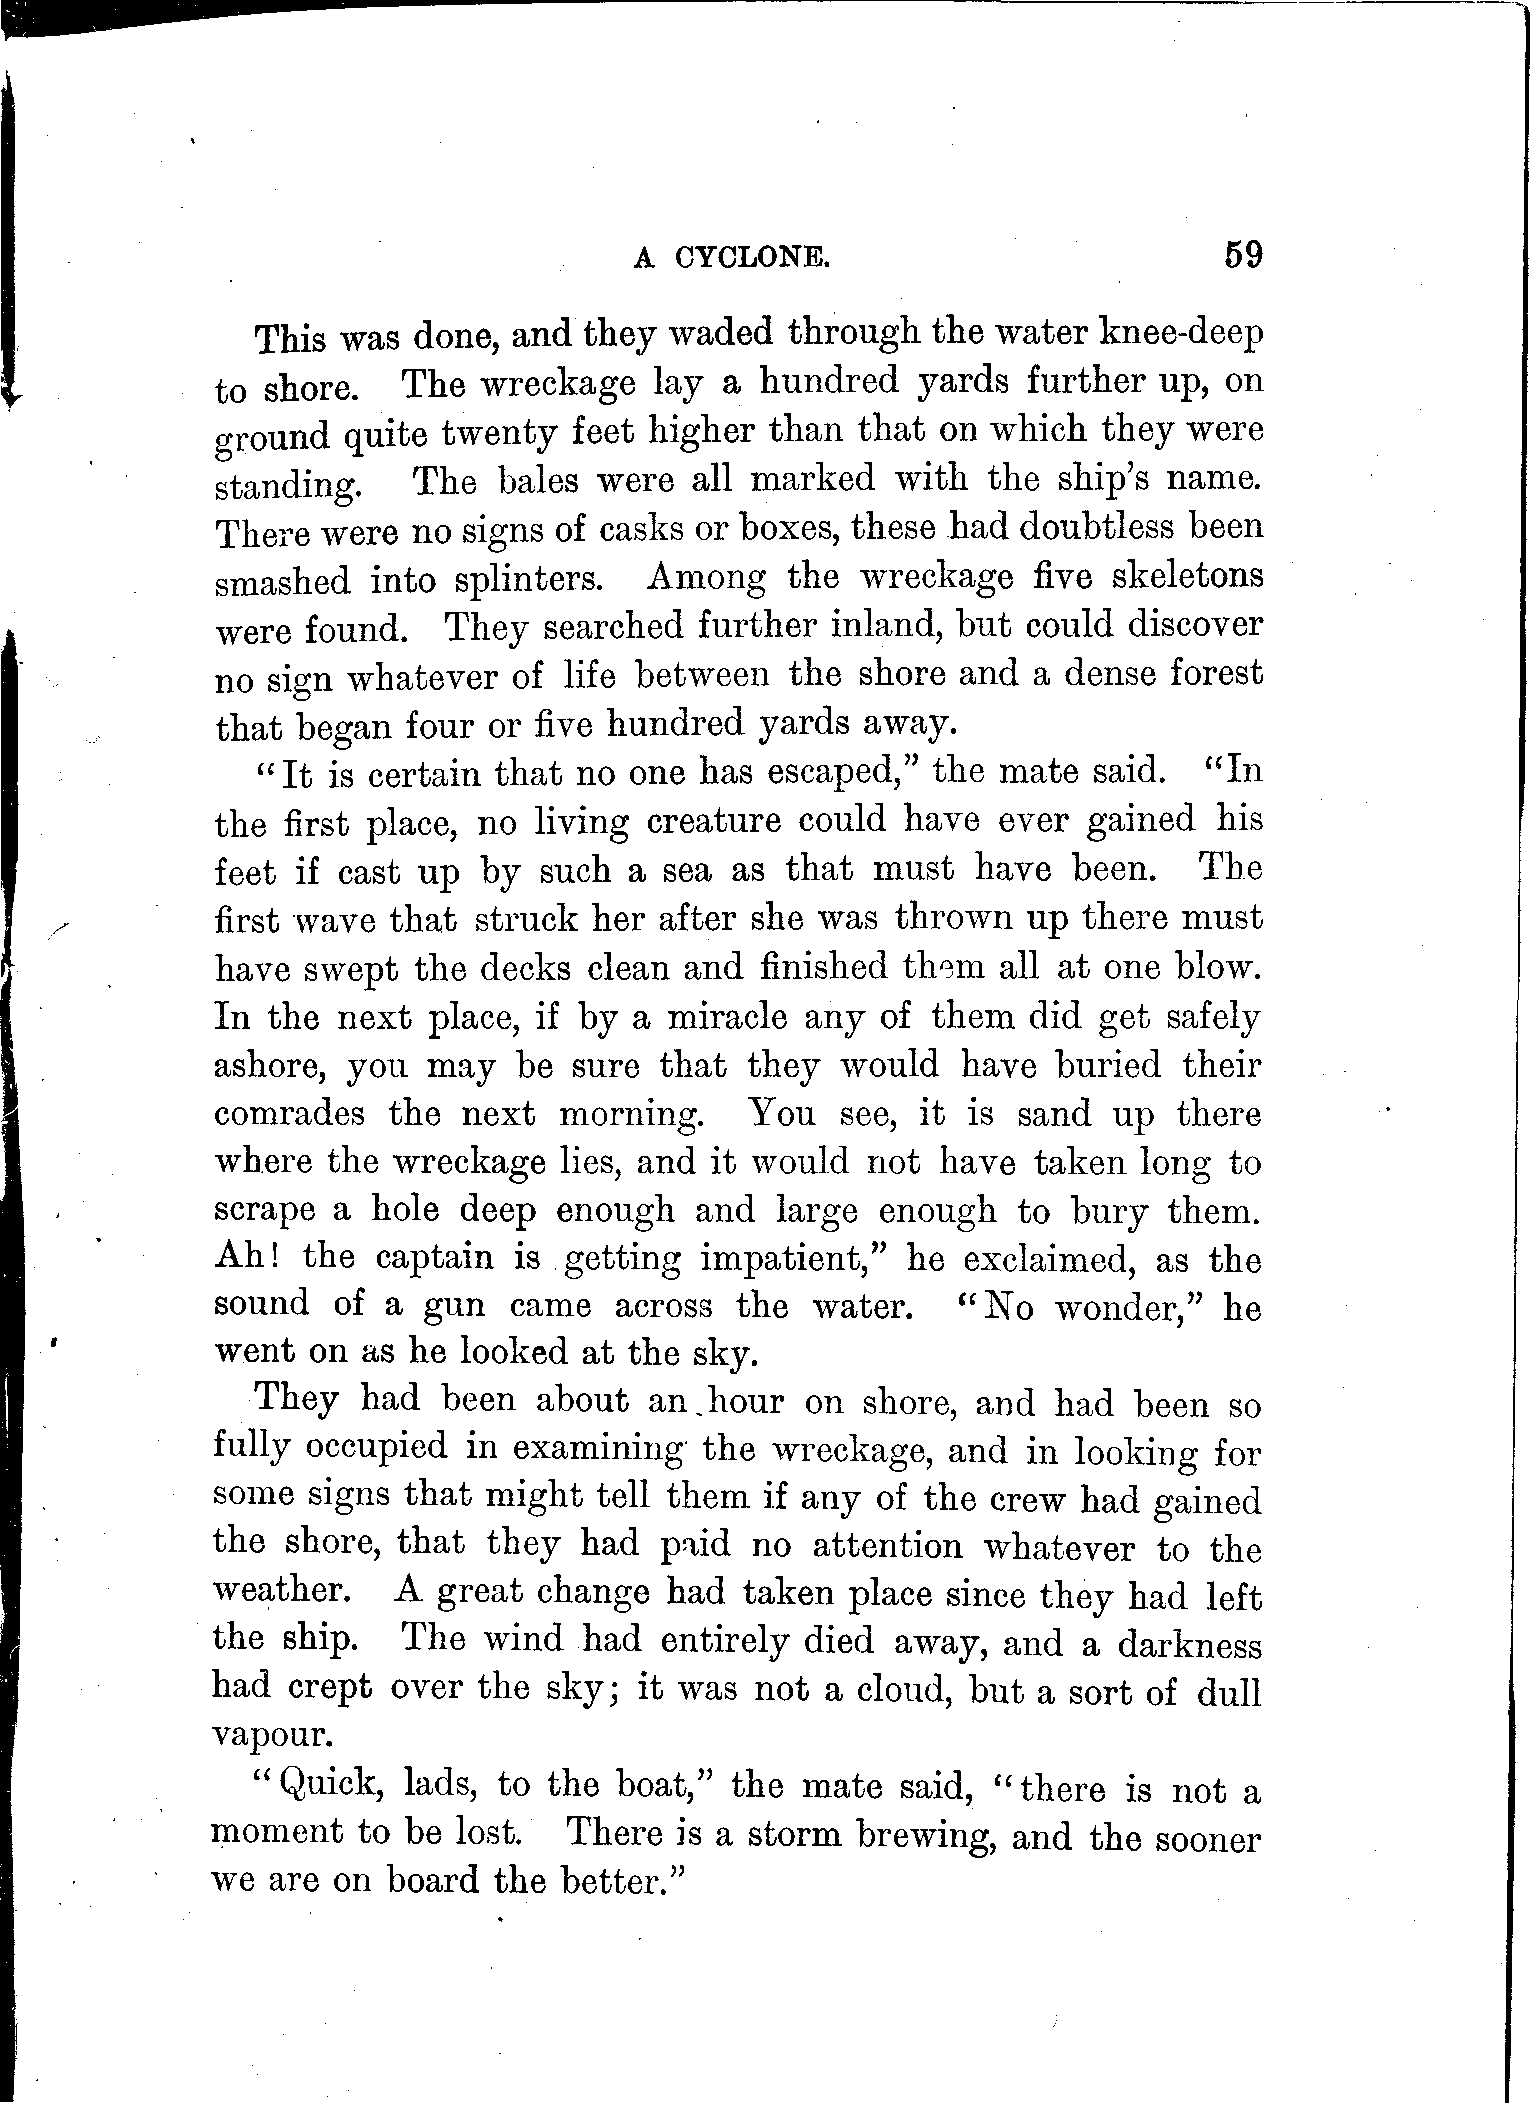 A CYCLONE. 59
This was done, and they waded through the water knee-deep
to shore. The wreckage lay a hundred yards further up, on
ground quite twenty feet higher than that on which they were
standing. The bales were all marked with the ship's name.
There were no signs of casks or boxes, these had doubtless been
smashed into splinters. Among the wreckage five skeletons
were found. They searched further inland, but could discover
no sign whatever of life between the shore and a dense forest
that began four or five hundred yards away.
"It is certain that no one has escaped," the mate said. "In
the first place, no living creature could have ever gained his
feet if cast up by such a sea as that must have been. The
first wave that struck her after she was thrown up there must
have swept the decks clean and finished them all at one blow.
In the next place, if by a miracle any of them did get safely
ashore, you may be sure that they would have buried their
comrades the next morning. You see, it is sand up there
where the wreckage lies, and it would not have taken long to
scrape a hole deep enough and large enough to bury them.
Ah! the captain is getting impatient," he exclaimed, as the
sound of a gun came across the water. "No wonder," he
went on as he looked at the sky.
They had been about an hour on shore, and had been so
fully occupied in examining the wreckage, and in looking for
some signs that might tell them if any of the crew had gained
the shore, that they had paid no attention whatever to the
weather. A great change had taken place since they had left
the ship. The wind had entirely died away, and a darkness
had crept over the sky; it was not a cloud, but a sort of dull
vapour.
"Quick, lads, to the boat," the mate said, "there is not a
moment to be lost. There is a storm brewing, and the sooner
we are on board the better."